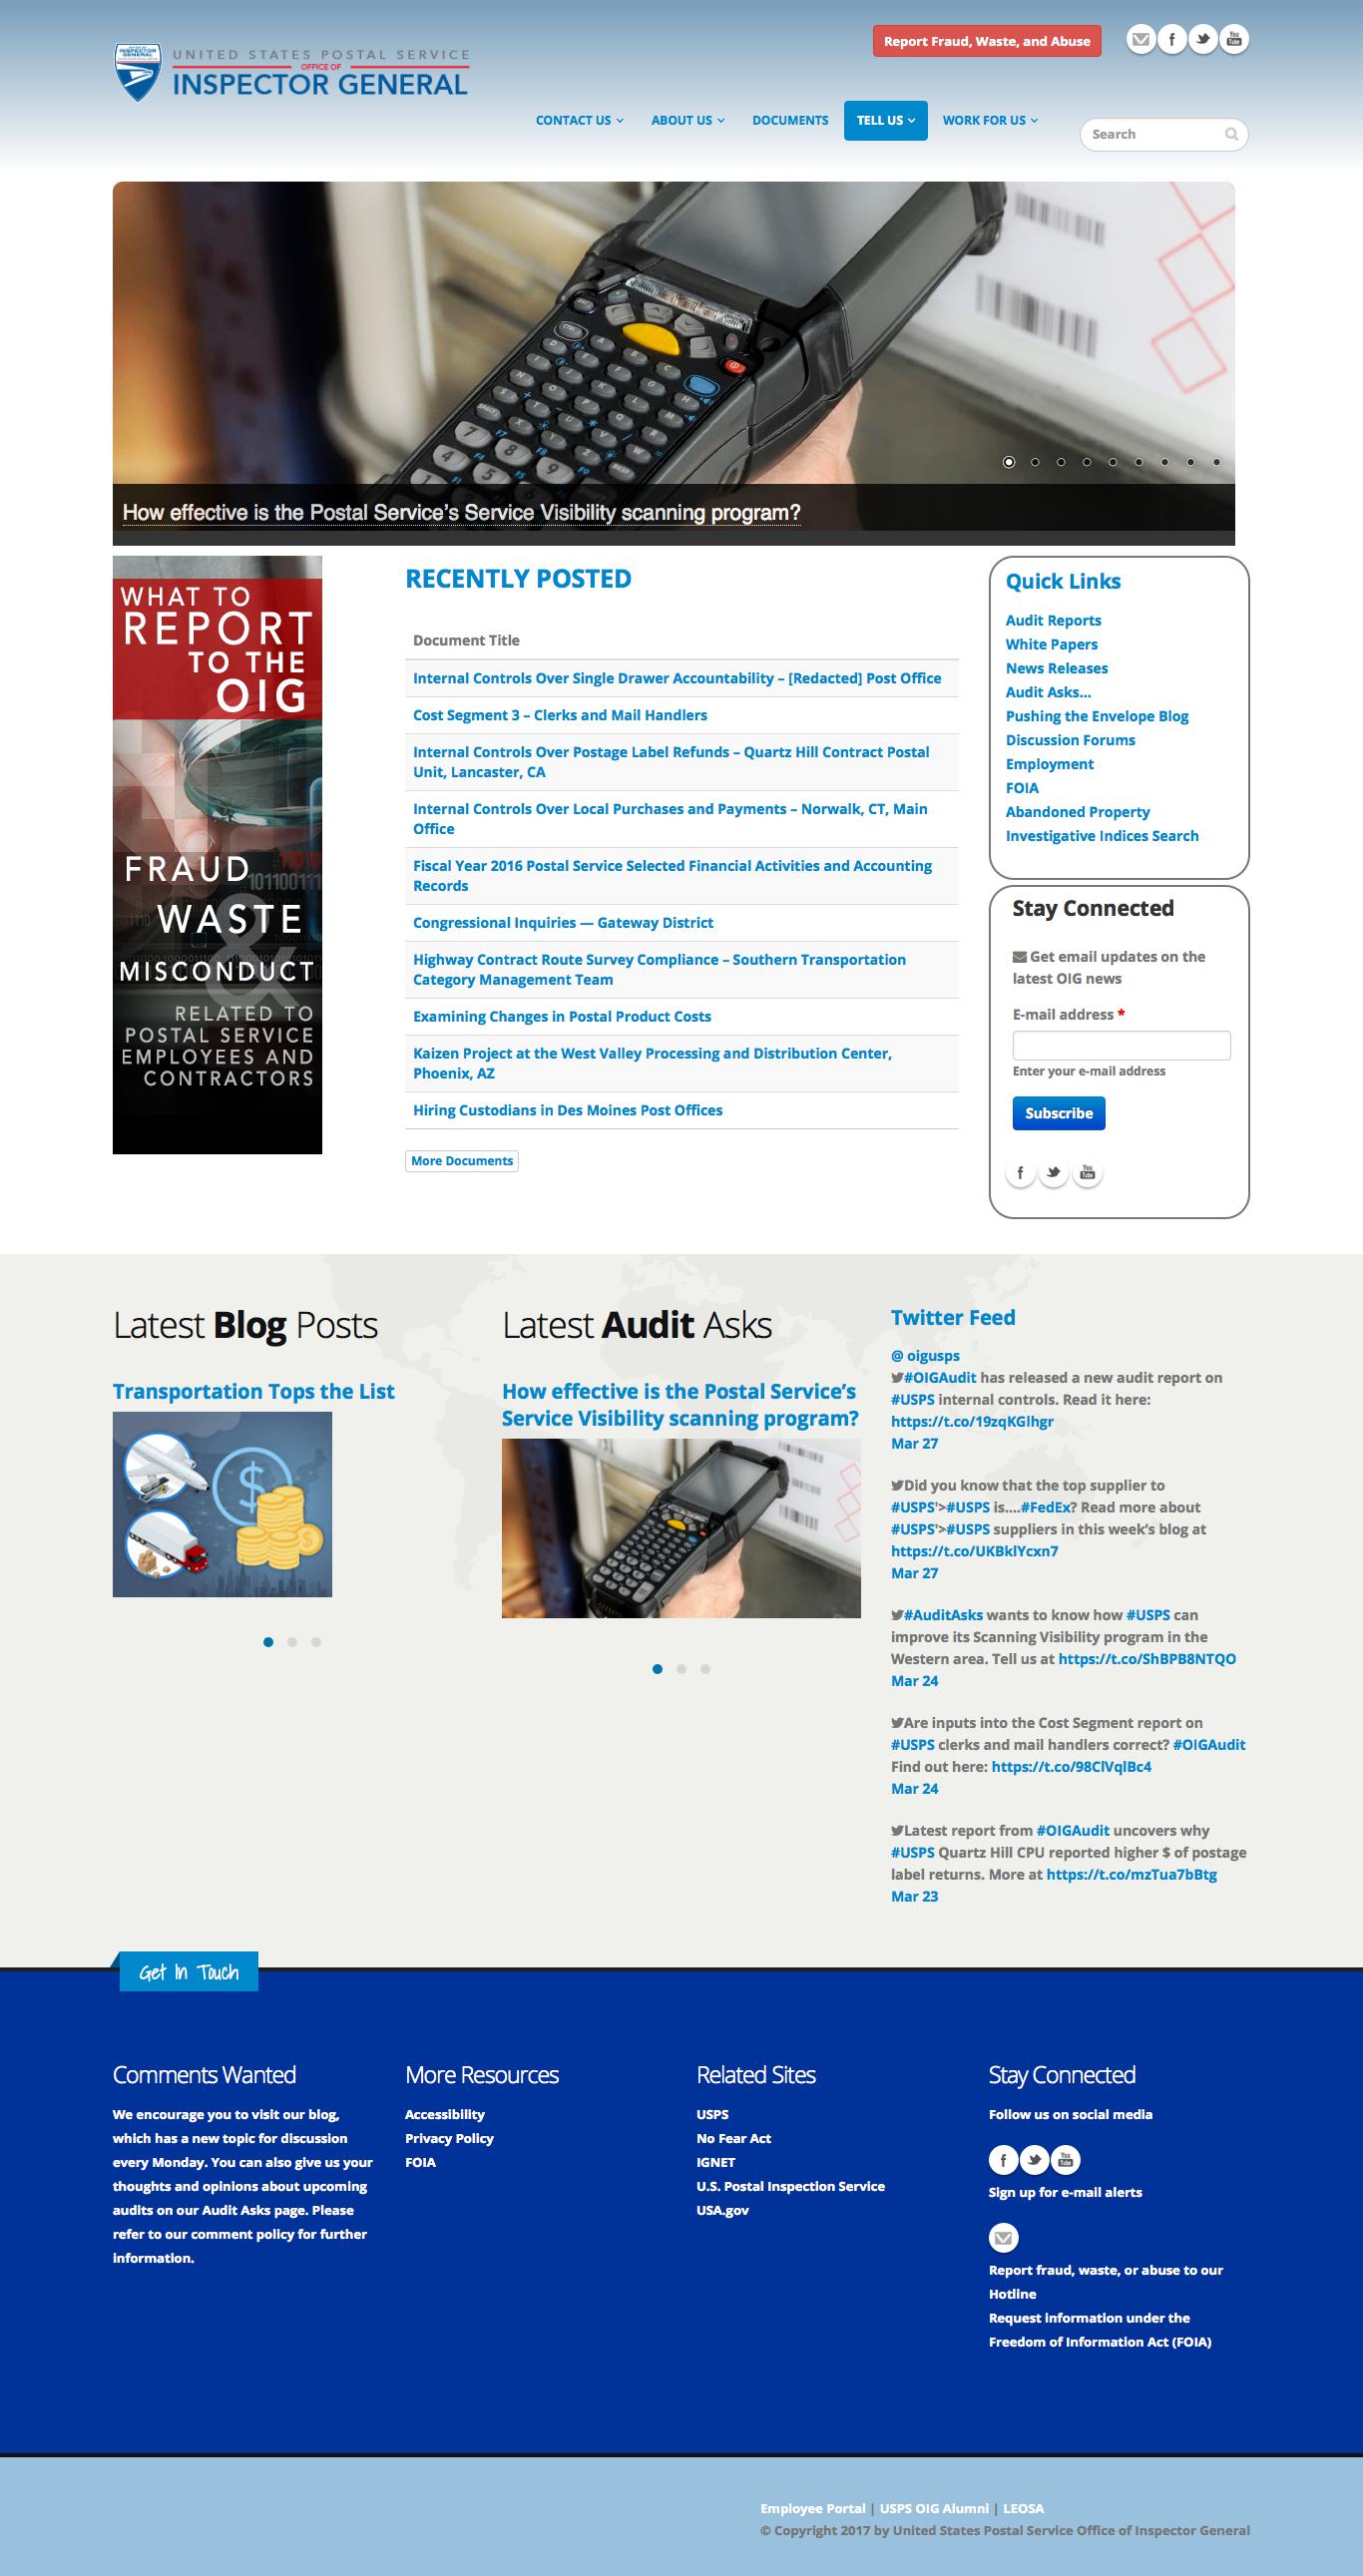 Report Fraud, Waste, and Abuse
UNITED STATES POSTAL SERVICE
OFFICE OF
INSPECTOR GENERAL
CONTACT US
ABOUT US
DOCUMENTS
TELL US
WORK FOR US
Search
How effective is the Postal Service's Service Visibility scanning program?
WHAT TO
REPORT
TO THE
OIG
FRAUD
WASTE
&
MISCONDUCT
RELATED TO
POSTAL SERVICE
EMPLOYEES AND
CONTRACTORS
RECENTLY POSTED
Document Title
Internal Controls Over Single Drawer Accountability – [Redacted] Post Office
Cost Segment 3 – Clerks and Mail Handlers
Internal Controls Over Postage Label Refunds – Quartz Hill Contract Postal
Unit, Lancaster, CA
Internal Controls Over Local Purchases and Payments – Norwalk, CT, Main
Office
Fiscal Year 2016 Postal Service Selected Financial Activities and Accounting
Records
Congressional Inquiries — Gateway District
Highway Contract Route Survey Compliance – Southern Transportation
Category Management Team
Examining Changes in Postal Product Costs
Kaizen Project at the West Valley Processing and Distribution Center,
Phoenix, AZ
Hiring Custodians in Des Moines Post Offices
More Documents
Quick Links
Audit Reports
White Papers
News Releases
Audit Asks...
Pushing the Envelope Blog
Discussion Forums
Employment
FOIA
Abandoned Property
Investigative Indices Search
Stay Connected
Get email updates on the
latest OIG news
E-mail address *
Enter your e-mail address
Subscribe
Latest Blog Posts
Transportation Tops the List
Latest Audit Asks
How effective is the Postal Service's
Service Visibility scanning program?
Twitter Feed
@ oigusps
#OIGAudit has released a new audit report on
#USPS internal controls. Read it here:
https://t.co/19zqKGlhgr
Mar 27
Did you know that the top supplier to
#USPS'>#USPS is....#FedEx? Read more about
#USPS'>#USPS suppliers in this week's blog at
https://t.co/UKBklYcxn7
Mar 27
#AuditAsks wants to know how #USPS can
improve its Scanning Visibility program in the
Western area. Tell us at https://t.co/ShBPB8NTQO
Mar 24
Are inputs into the Cost Segment report on
#USPS clerks and mail handlers correct? #OIGAudit
Find out here: https://t.co/98ClVqlBc4
Mar 24
Latest report from #OIGAudit uncovers why
#USPS Quartz Hill CPU reported higher $ of postage
label returns. More at https://t.co/mzTua7bBtg
Mar 23
Get In Touch
Comments Wanted
We encourage you to visit our blog,
which has a new topic for discussion
every Monday. You can also give us your
thoughts and opinions about upcoming
audits on our Audit Asks page. Please
refer to our comment policy for further
information.
More Resources
Accessibility
Privacy Policy
FOIA
Related Sites
USPS
No Fear Act
IGNET
U.S. Postal Inspection Service
USA.gov
Stay Connected
Follow us on social media
Sign up for e-mail alerts
Report fraud, waste, or abuse to our
Hotline
Request information under the
Freedom of Information Act (FOIA)
Employee Portal | USPS OIG Alumni | LEOSA
© Copyright 2017 by United States Postal Service Office of Inspector General